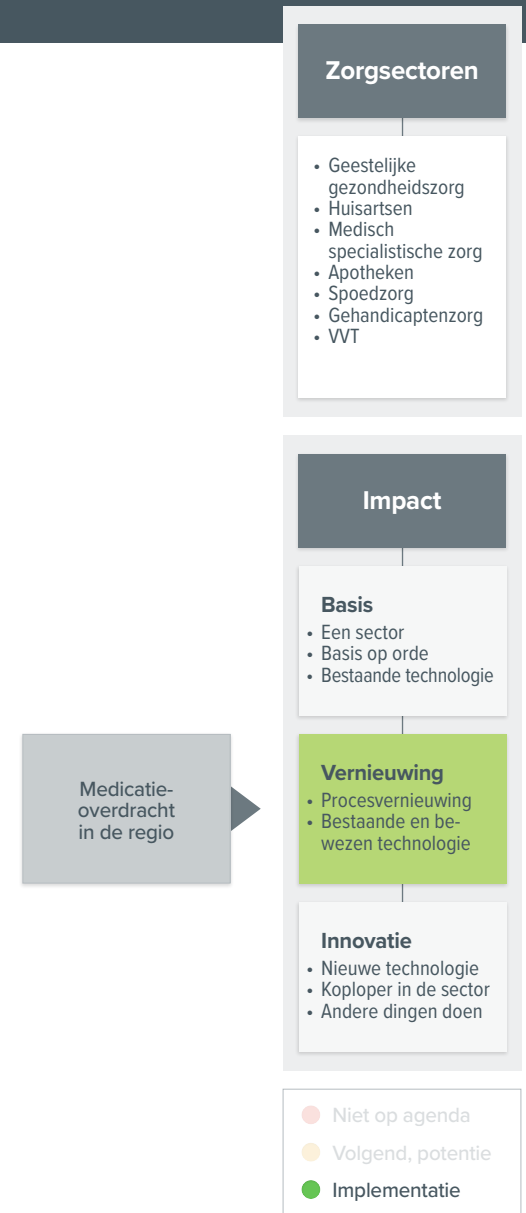 Zorgsectoren
• Geestelijke
gezondheidszorg
• Huisartsen
• Medisch
specialistische zorg
• Apotheken
• Spoedzorg
• Gehandicaptenzorg
• VVT
Impact
Basis
• Een sector
• Basis op orde
• Bestaande technologie
Medicatie-
overdracht
in de regio
Vernieuwing
• Procesvernieuwing
• Bestaande en be-
wezen technologie
Innovatie
• Nieuwe technologie
• Koploper in de sector
• Andere dingen doen
Niet op agenda
Volgend, potentie
Implementatie